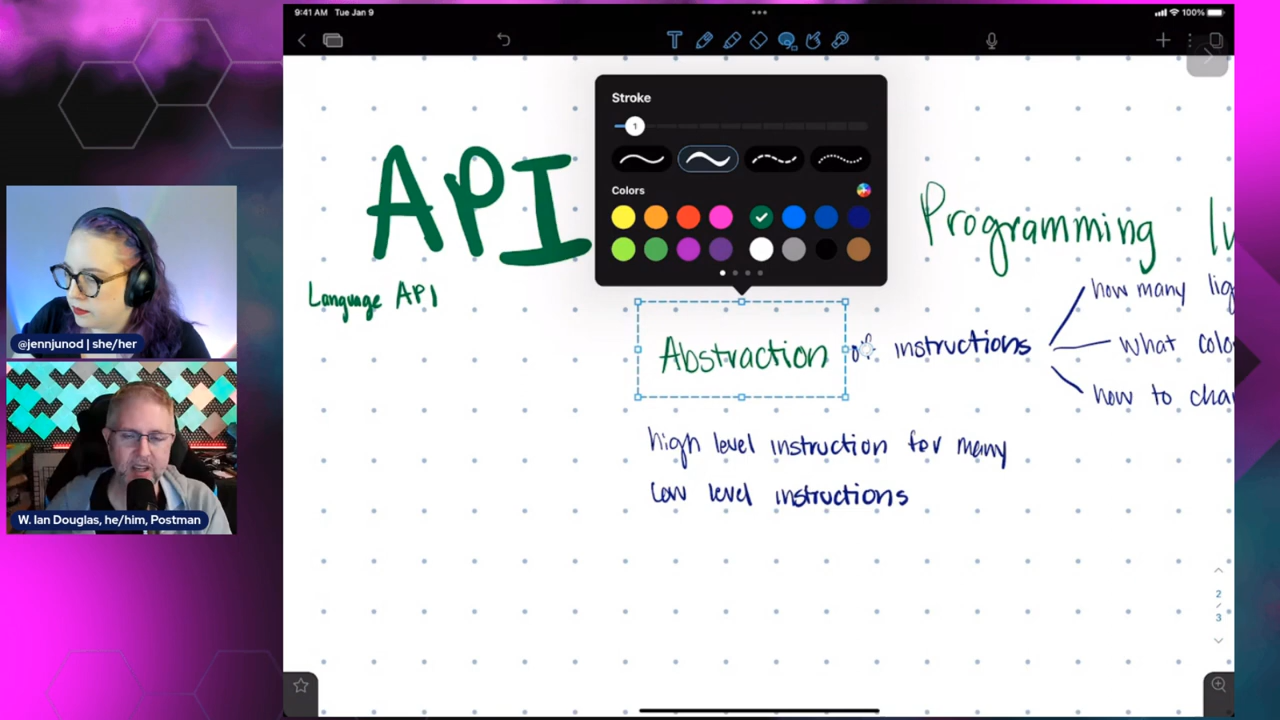 9:41 AM Tue Jan 9
100%
Stroke
1
Colors
API
Programming
Language API
how many
Abstraction
instructions
What
how to
high level instruction for many
low level instructions
2
/
3
@jennjunod | she/her
W. Ian Douglas, he/him, Postman